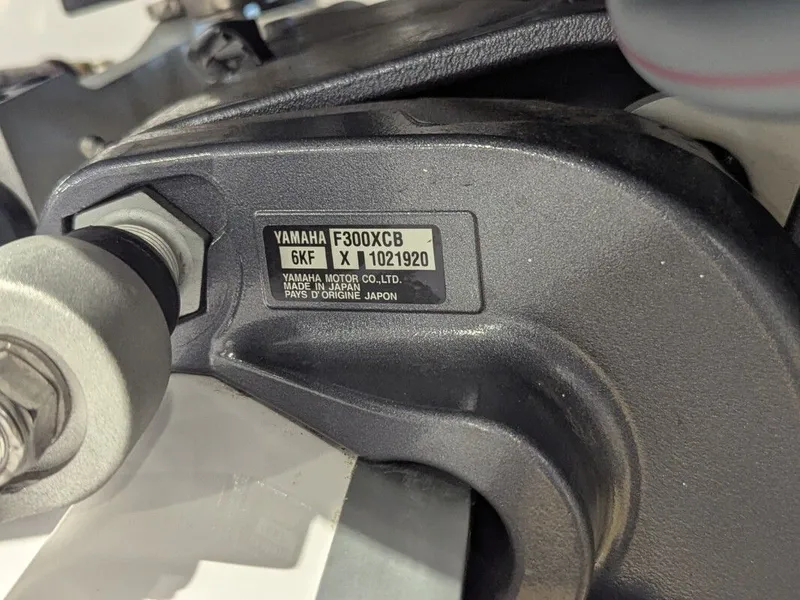 YAMAHA F300XCB
6KF X 1021920
YAMAHA MOTOR CO.,LTD.
MADE IN JAPAN
PAYS D'ORIGINE JAPON